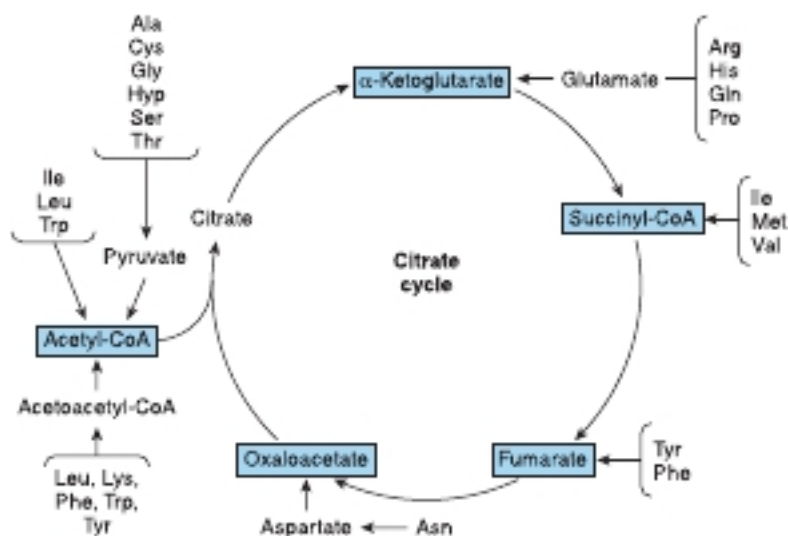 Ala
Cys
Gly
Hyp
Ser
Thr
α-Ketoglutarate
Glutamate
Arg
His
Gln
Pro
Ile
Leu
Trp
Citrate
Succinyl-CoA
Ile
Met
Val
Pyruvate
Citrate
cycle
Acetyl-CoA
Acetoacetyl-CoA
Oxaloacetate
Fumarate
Tyr
Phe
Leu, Lys,
Phe, Trp,
Tyr
Aspartate
Asn